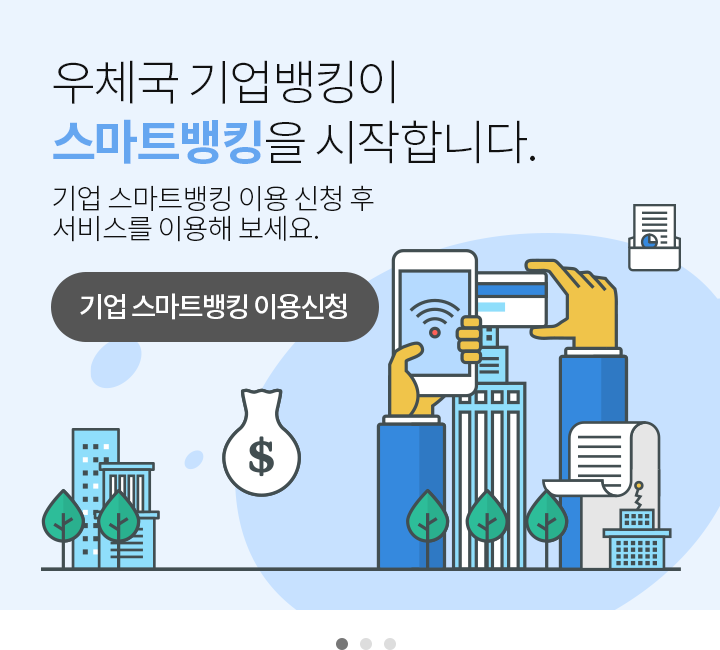 우체국 기업뱅킹이
스마트뱅킹을 시작합니다.
기업 스마트뱅킹 이용 신청 후
서비스를 이용해 보세요.
기업 스마트뱅킹 이용신청
$